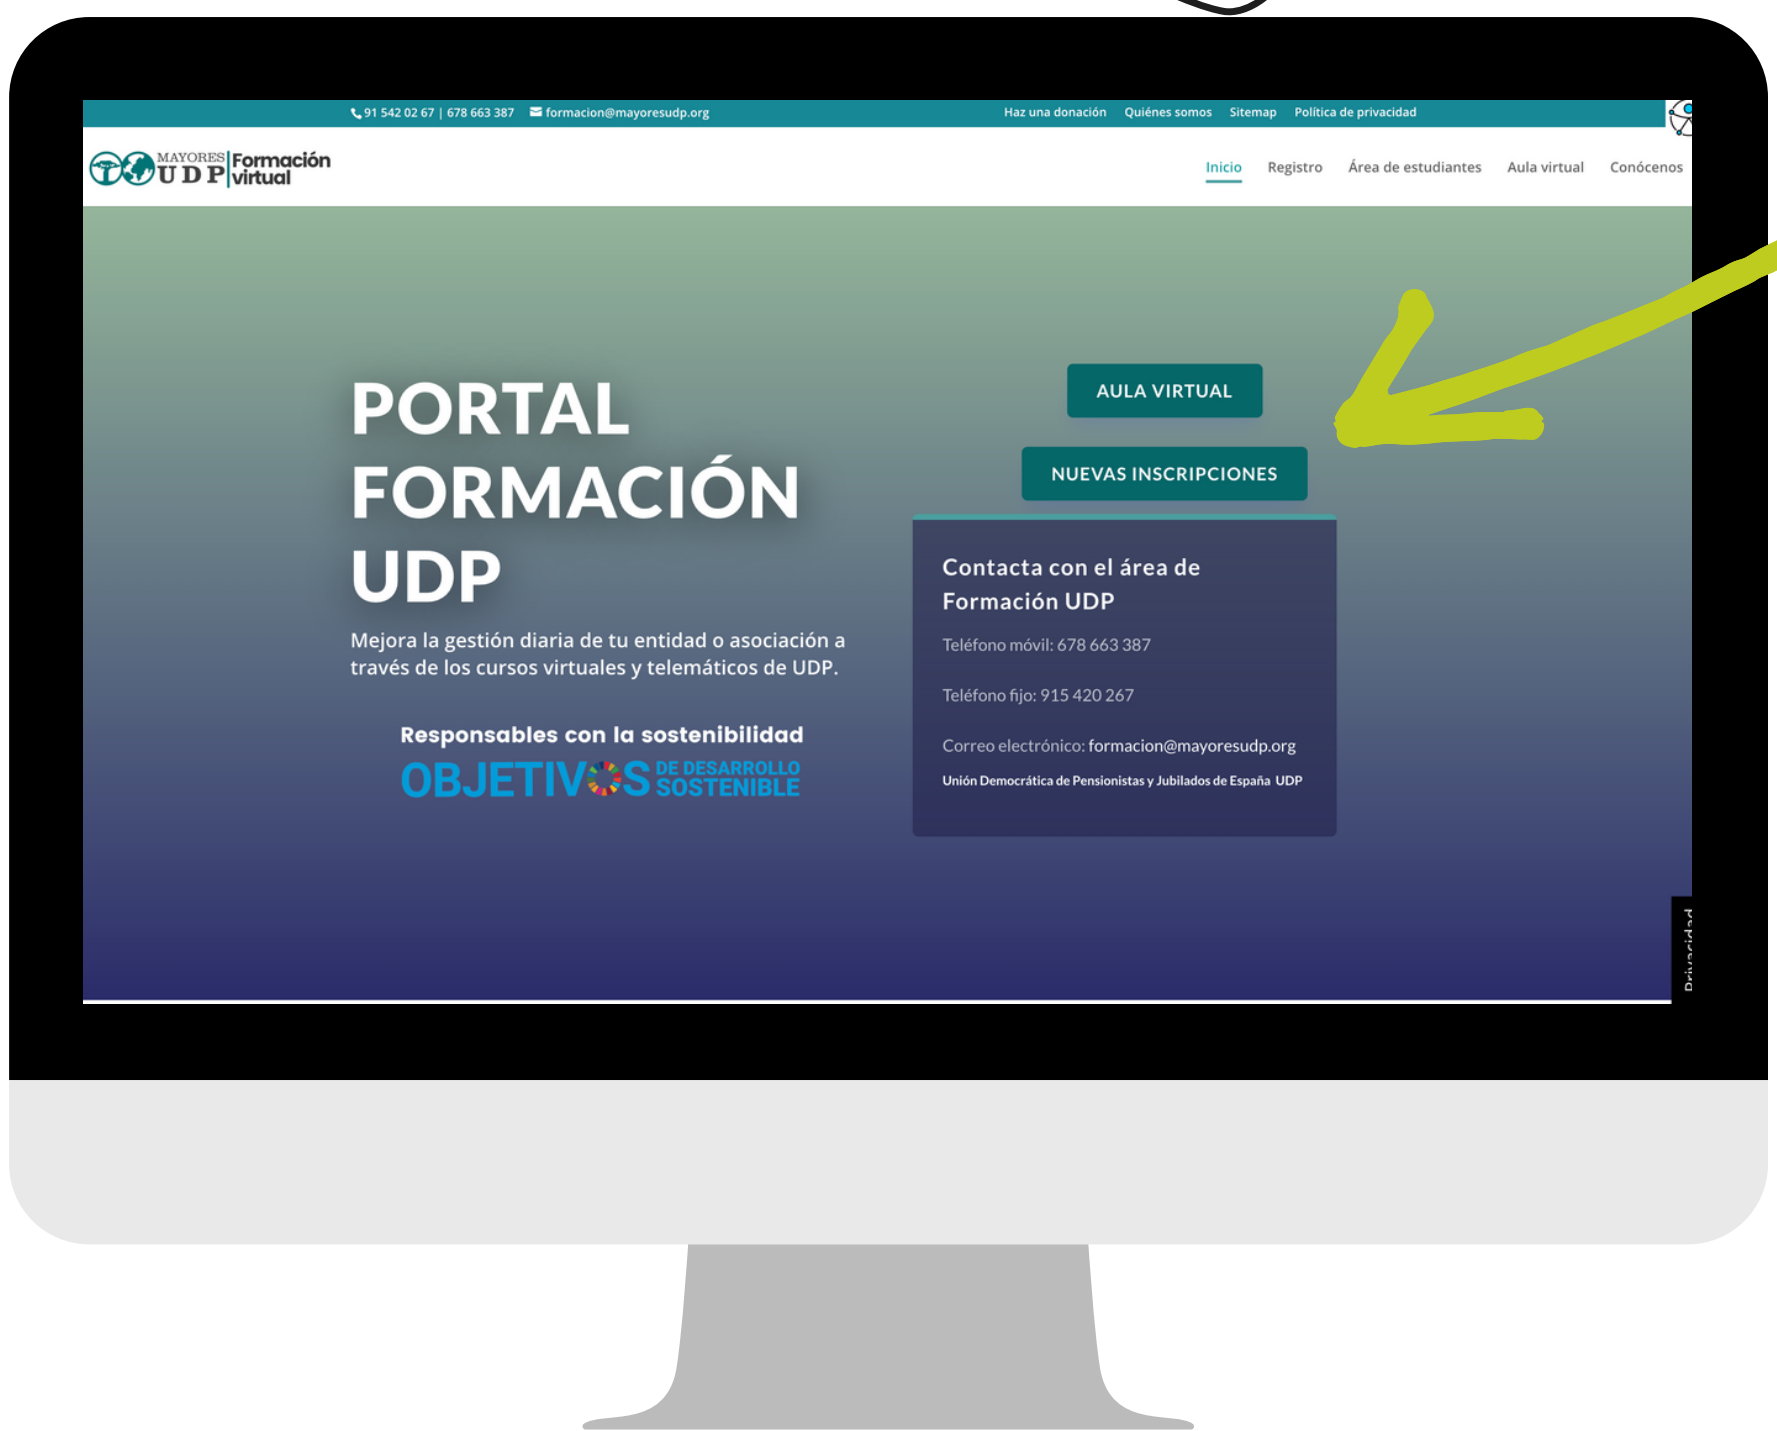 91 542 02 67 | 678 663 387 formacion@mayoresudp.org Haz una donación Quiénes somos Sitemap Política de privacidad
MAYORES
UDP
Formación
virtual
Inicio Registro Área de estudiantes Aula virtual Conócenos
PORTAL
FORMACIÓN
UDP
Mejora la gestión diaria de tu entidad o asociación a
través de los cursos virtuales y telemáticos de UDP.
Responsables con la sostenibilidad
OBJETIVOS DE DESARROLLO
SOSTENIBLE
AULA VIRTUAL
NUEVAS INSCRIPCIONES
Contacta con el área de
Formación UDP
Teléfono móvil: 678 663 387
Teléfono fijo: 915 420 267
Correo electrónico: formacion@mayoresudp.org
Unión Democrática de Pensionistas y Jubilados de España UDP
Privacidad